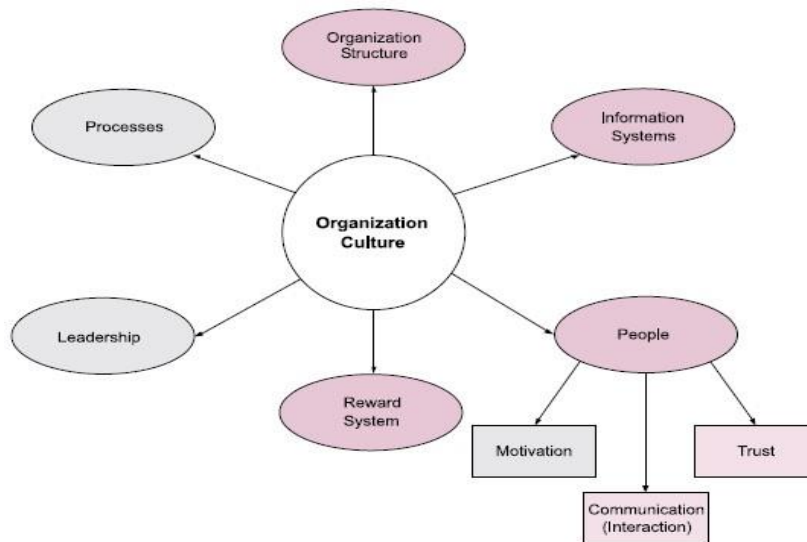 Organization
Structure
Processes
Information
Systems
Organization
Culture
Leadership
People
Reward
System
Motivation
Trust
Communication
(Interaction)